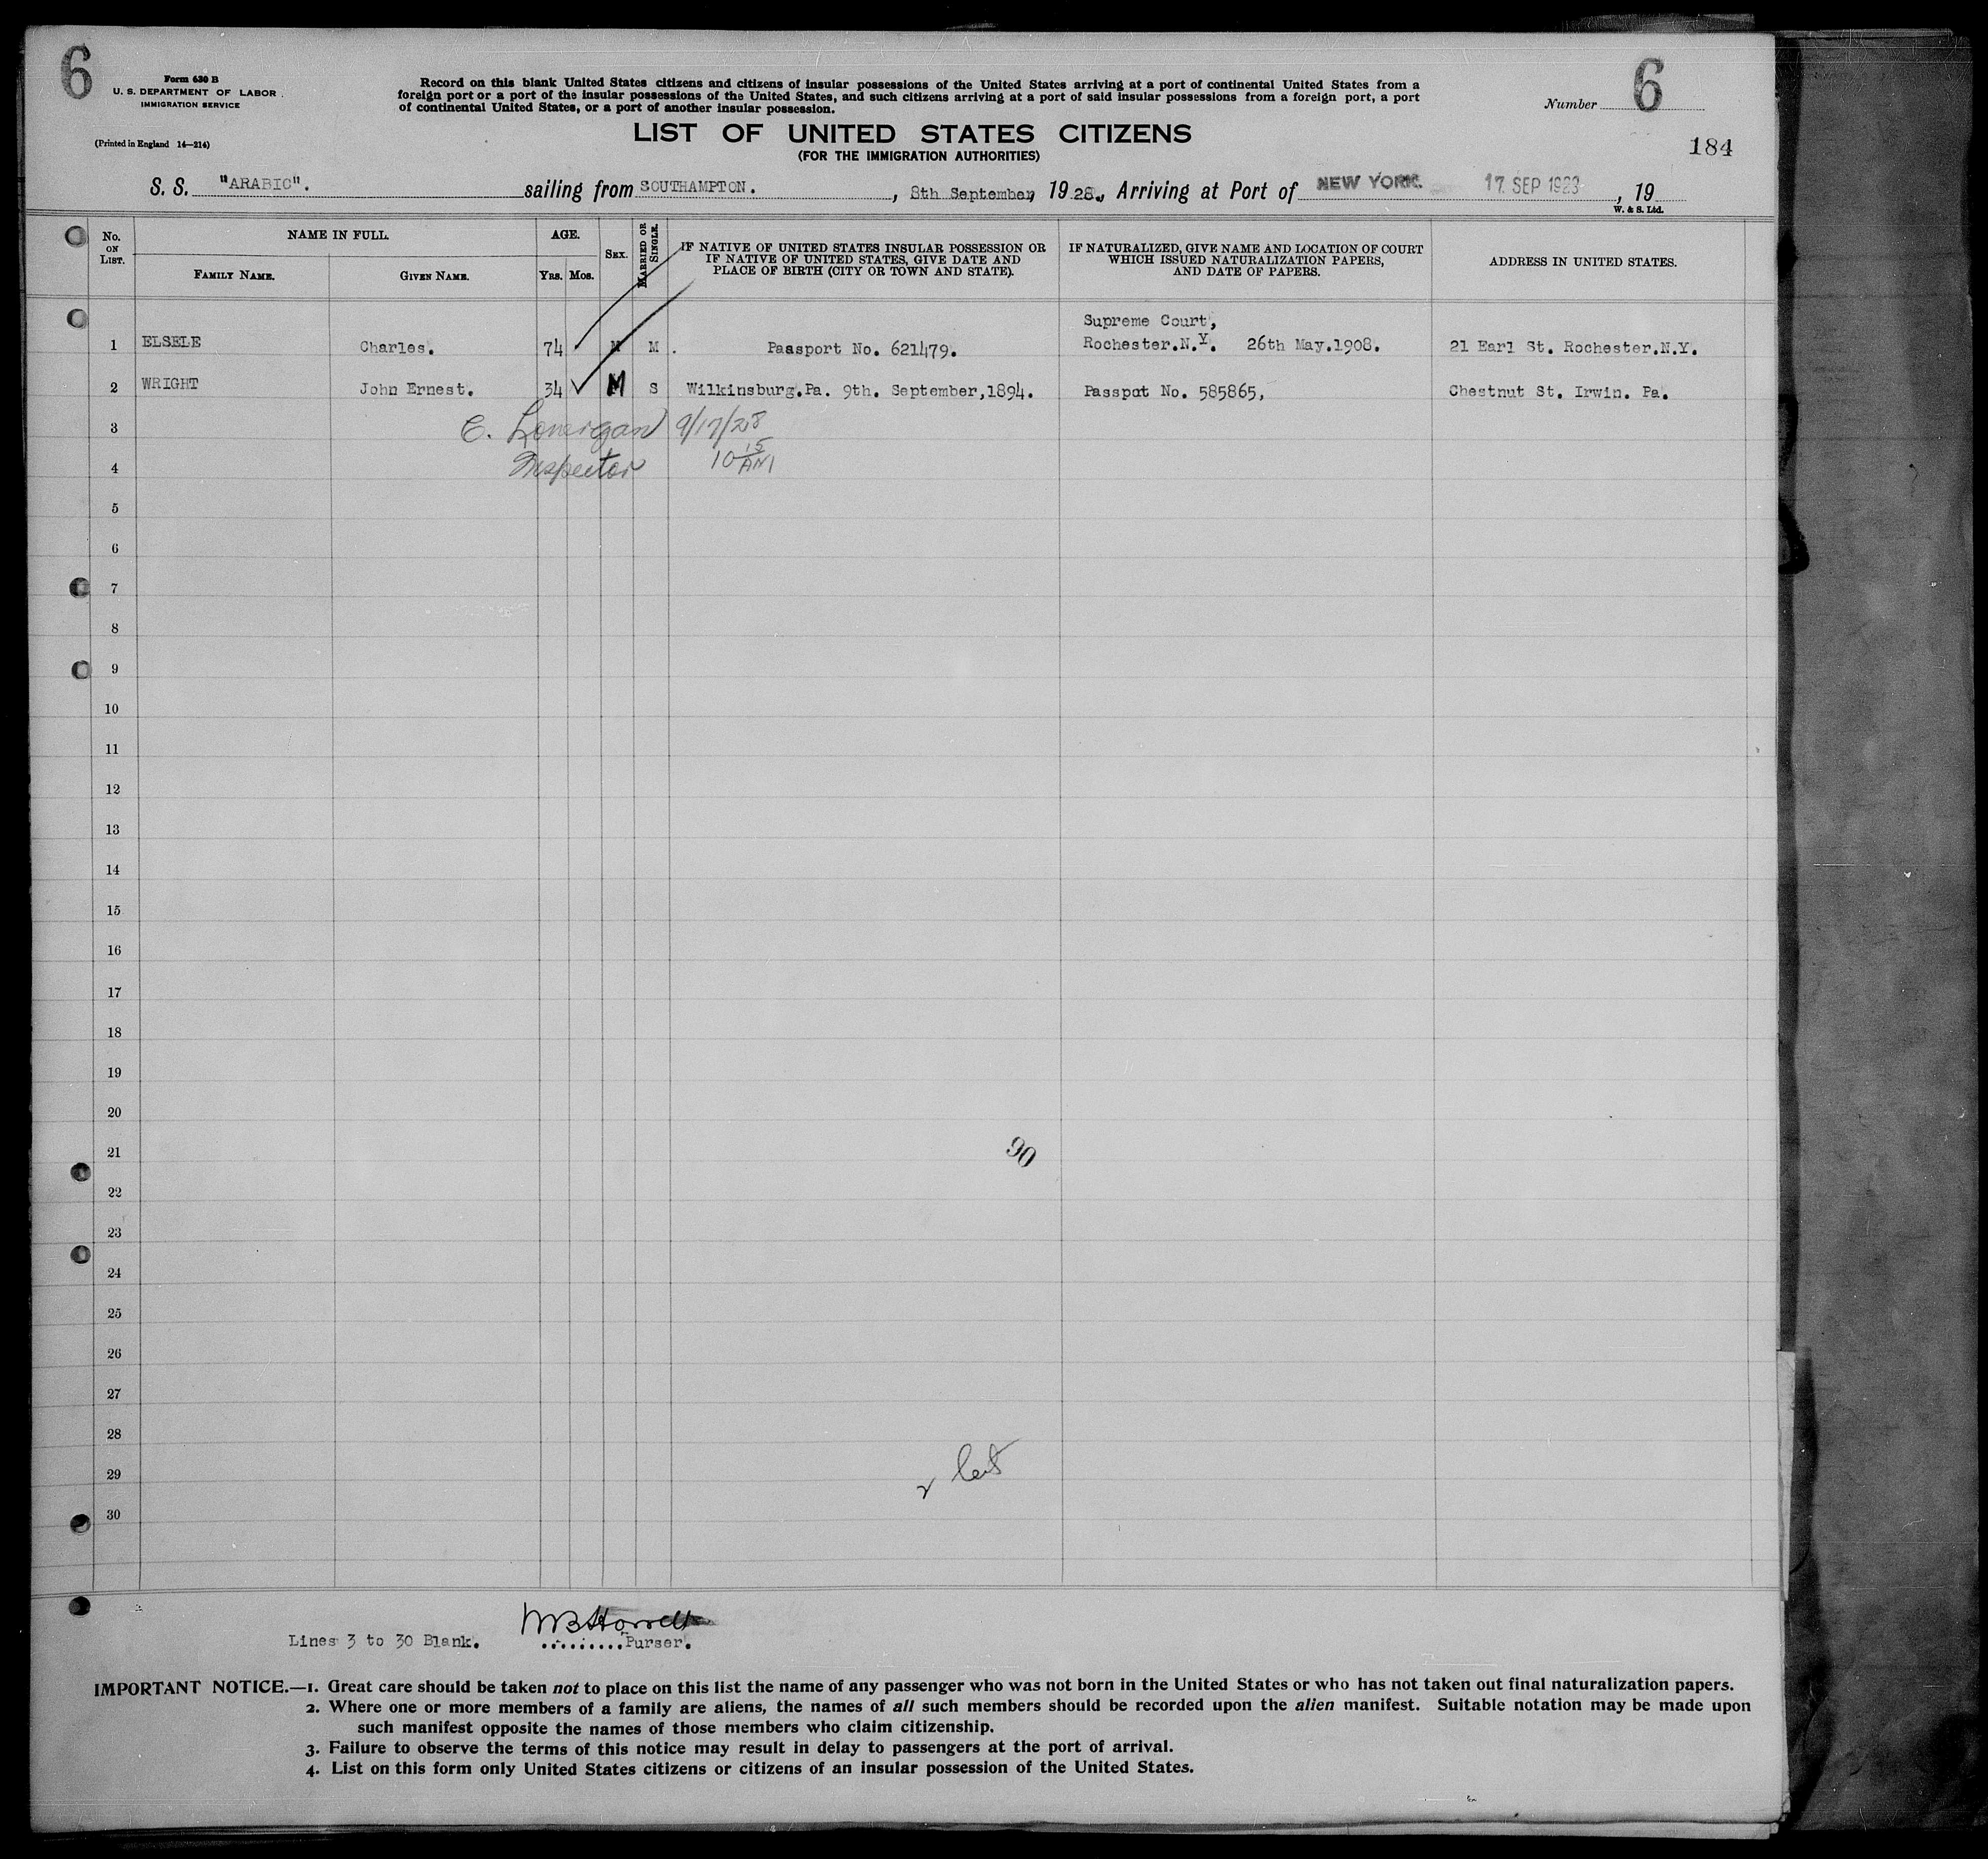 6
Form 630 B
U. S. DEPARTMENT OF LABOR
IMMIGRATION SERVICE
(Printed in England 14—214)
Record on this blank United States citizens and citizens of insular possessions of the United States arriving at a port of continental United States from a
foreign port or a port of the insular possessions of the United States, and such citizens arriving at a port of said insular possessions from a foreign port, a port
of continental United States, or a port of another insular possession.
Number 6
LIST OF UNITED STATES CITIZENS
(FOR THE IMMIGRATION AUTHORITIES)
184
S. S. "ARABIC". sailing from SOUTHAMPTON. , 8th September, 1928., Arriving at Port of NEW YORK. 17 SEP 1928, 19
W. & S. Ltd.
No. ON LIST.
NAME IN FULL.
FAMILY NAME.
GIVEN NAME.
AGE.
YRS. MOS.
SEX.
MARRIED OR SINGLE.
IF NATIVE OF UNITED STATES INSULAR POSSESSION OR
IF NATIVE OF UNITED STATES, GIVE DATE AND
PLACE OF BIRTH (CITY OR TOWN AND STATE).
IF NATURALIZED, GIVE NAME AND LOCATION OF COURT
WHICH ISSUED NATURALIZATION PAPERS,
AND DATE OF PAPERS.
ADDRESS IN UNITED STATES.
Supreme Court,
1 ELSELE Charles. 74 M M . Paasport No. 621479. Rochester.N.Y. 26th May.1908. 21 Earl St. Rochester.N.Y.
2 WRIGHT John Ernest. 34 M S Wilkinsburg.Pa. 9th. September,1894. Passpot No. 585865, Chestnut St. Irwin. Pa.
3 C. Lonergan 9/17/28
4 Inspector 10 15 AM
5
6
7
8
9
10
11
12
13
14
15
16
17
18
19
20
21 90
22
23
24
25
26
27
28
29
30
Lines 3 to 30 Blank. .........Purser.
IMPORTANT NOTICE.—1. Great care should be taken not to place on this list the name of any passenger who was not born in the United States or who has not taken out final naturalization papers.
2. Where one or more members of a family are aliens, the names of all such members should be recorded upon the alien manifest. Suitable notation may be made upon
such manifest opposite the names of those members who claim citizenship.
3. Failure to observe the terms of this notice may result in delay to passengers at the port of arrival.
4. List on this form only United States citizens or citizens of an insular possession of the United States.